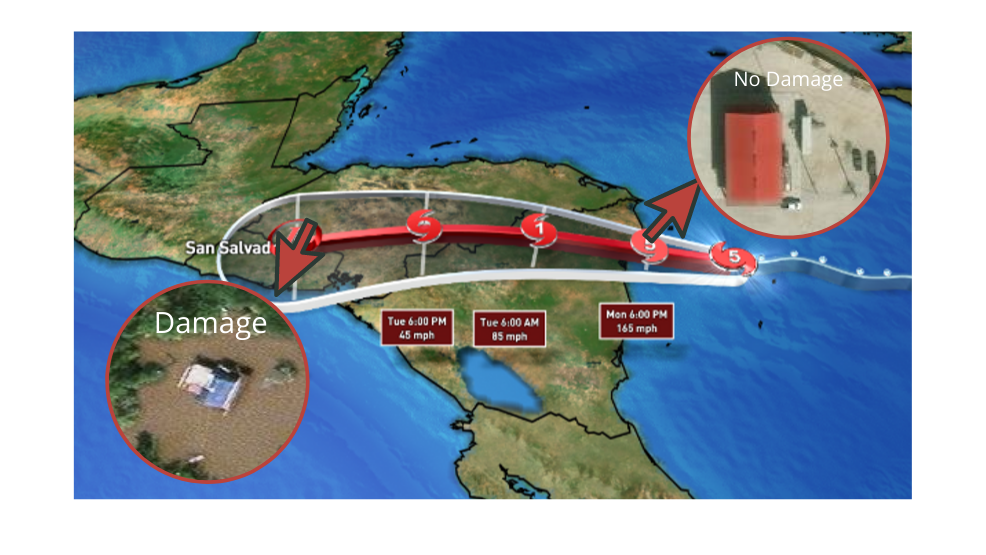 No Damage
San Salvad
1
5
5
Mon 6:00 PM
165 mph
Tue 6:00 PM
45 mph
Tue 6:00 AM
85 mph
Damage